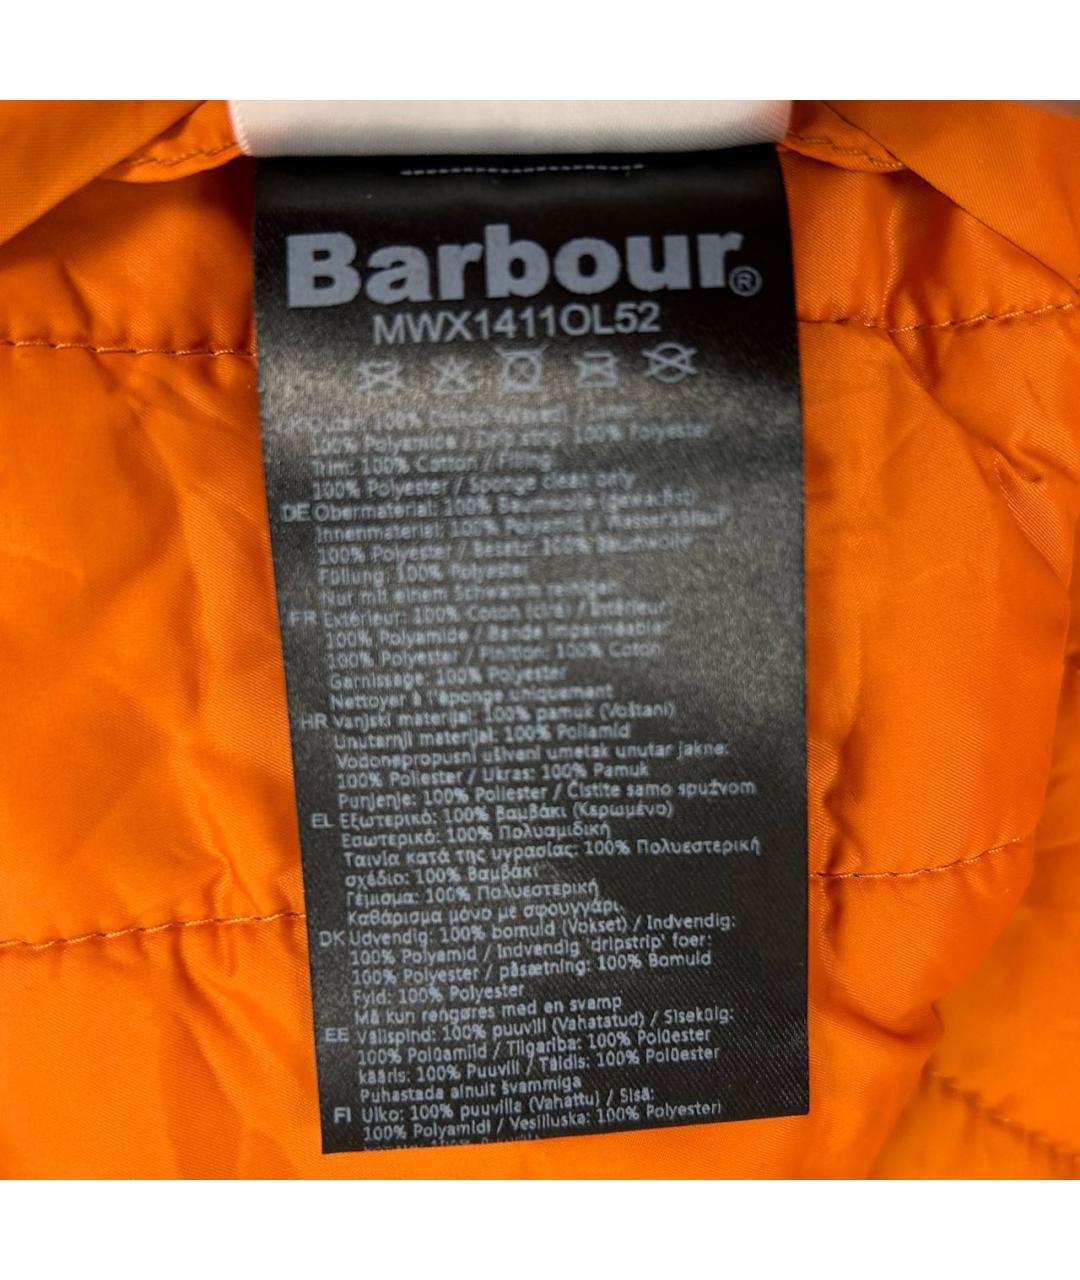 Barbour®
MWX1411OL52
Outer: 100% Cotton (Waxed) / Liner:
100% Polyamide / Drip strip: 100% Polyester
Trim: 100% Cotton / Filling:
100% Polyester / Sponge clean only
DE Obermaterial: 100% Baumwolle (gewachst)
Innenmaterial: 100% Polyamid / Wasserablauf
100% Polyester / Besatz: 100% Baumwolle
Füllung: 100% Polyester
Nur mit einem Schwamm reinigen
FR Extérieur: 100% Coton (ciré) / Intérieur
100% Polyamide / Bande imperméable:
100% Polyester / Finition: 100% Coton
Garnissage: 100% Polyester
Nettoyer à l'éponge uniquement
HR Vanjski materijal: 100% pamuk (Voštani)
Unutarnji materijal: 100% Poliamid
Vodonepropusni ušiveni umetak unutar jakne:
100% Poliester / Ukras: 100% Pamuk
Punjenje: 100% Poliester / Čistite samo spužvom
EL Εξωτερικό: 100% Βαμβάκι (Κερωμένο)
Εσωτερικό: 100% Πολυαμιδική
Ταινία κατά της υγρασίας: 100% Πολυεστερική
σχέδιο: 100% Βαμβάκι
Γέμισμα: 100% Πολυεστερική
Καθάρισμα μόνο με σφουγγάρι
DK Udvendig: 100% bomuld (Vokset) / Indvendig:
100% Polyamid / Indvendig 'dripstrip' foer:
100% Polyester / påsætning: 100% Bomuld
Fyld: 100% Polyester
Må kun rengøres med en svamp
EE Välispind: 100% puuvill (Vahatatud) / Sisekülg:
100% Polüamiid / Tilgariba: 100% Polüester
kääris: 100% Puuvill / Täidis: 100% Polüester
Puhastada ainult švammiga
FI Ulko: 100% puuvilla (Vahattu) / Sisä:
100% Polyamidi / Vesiliuska: 100% Polyesteri